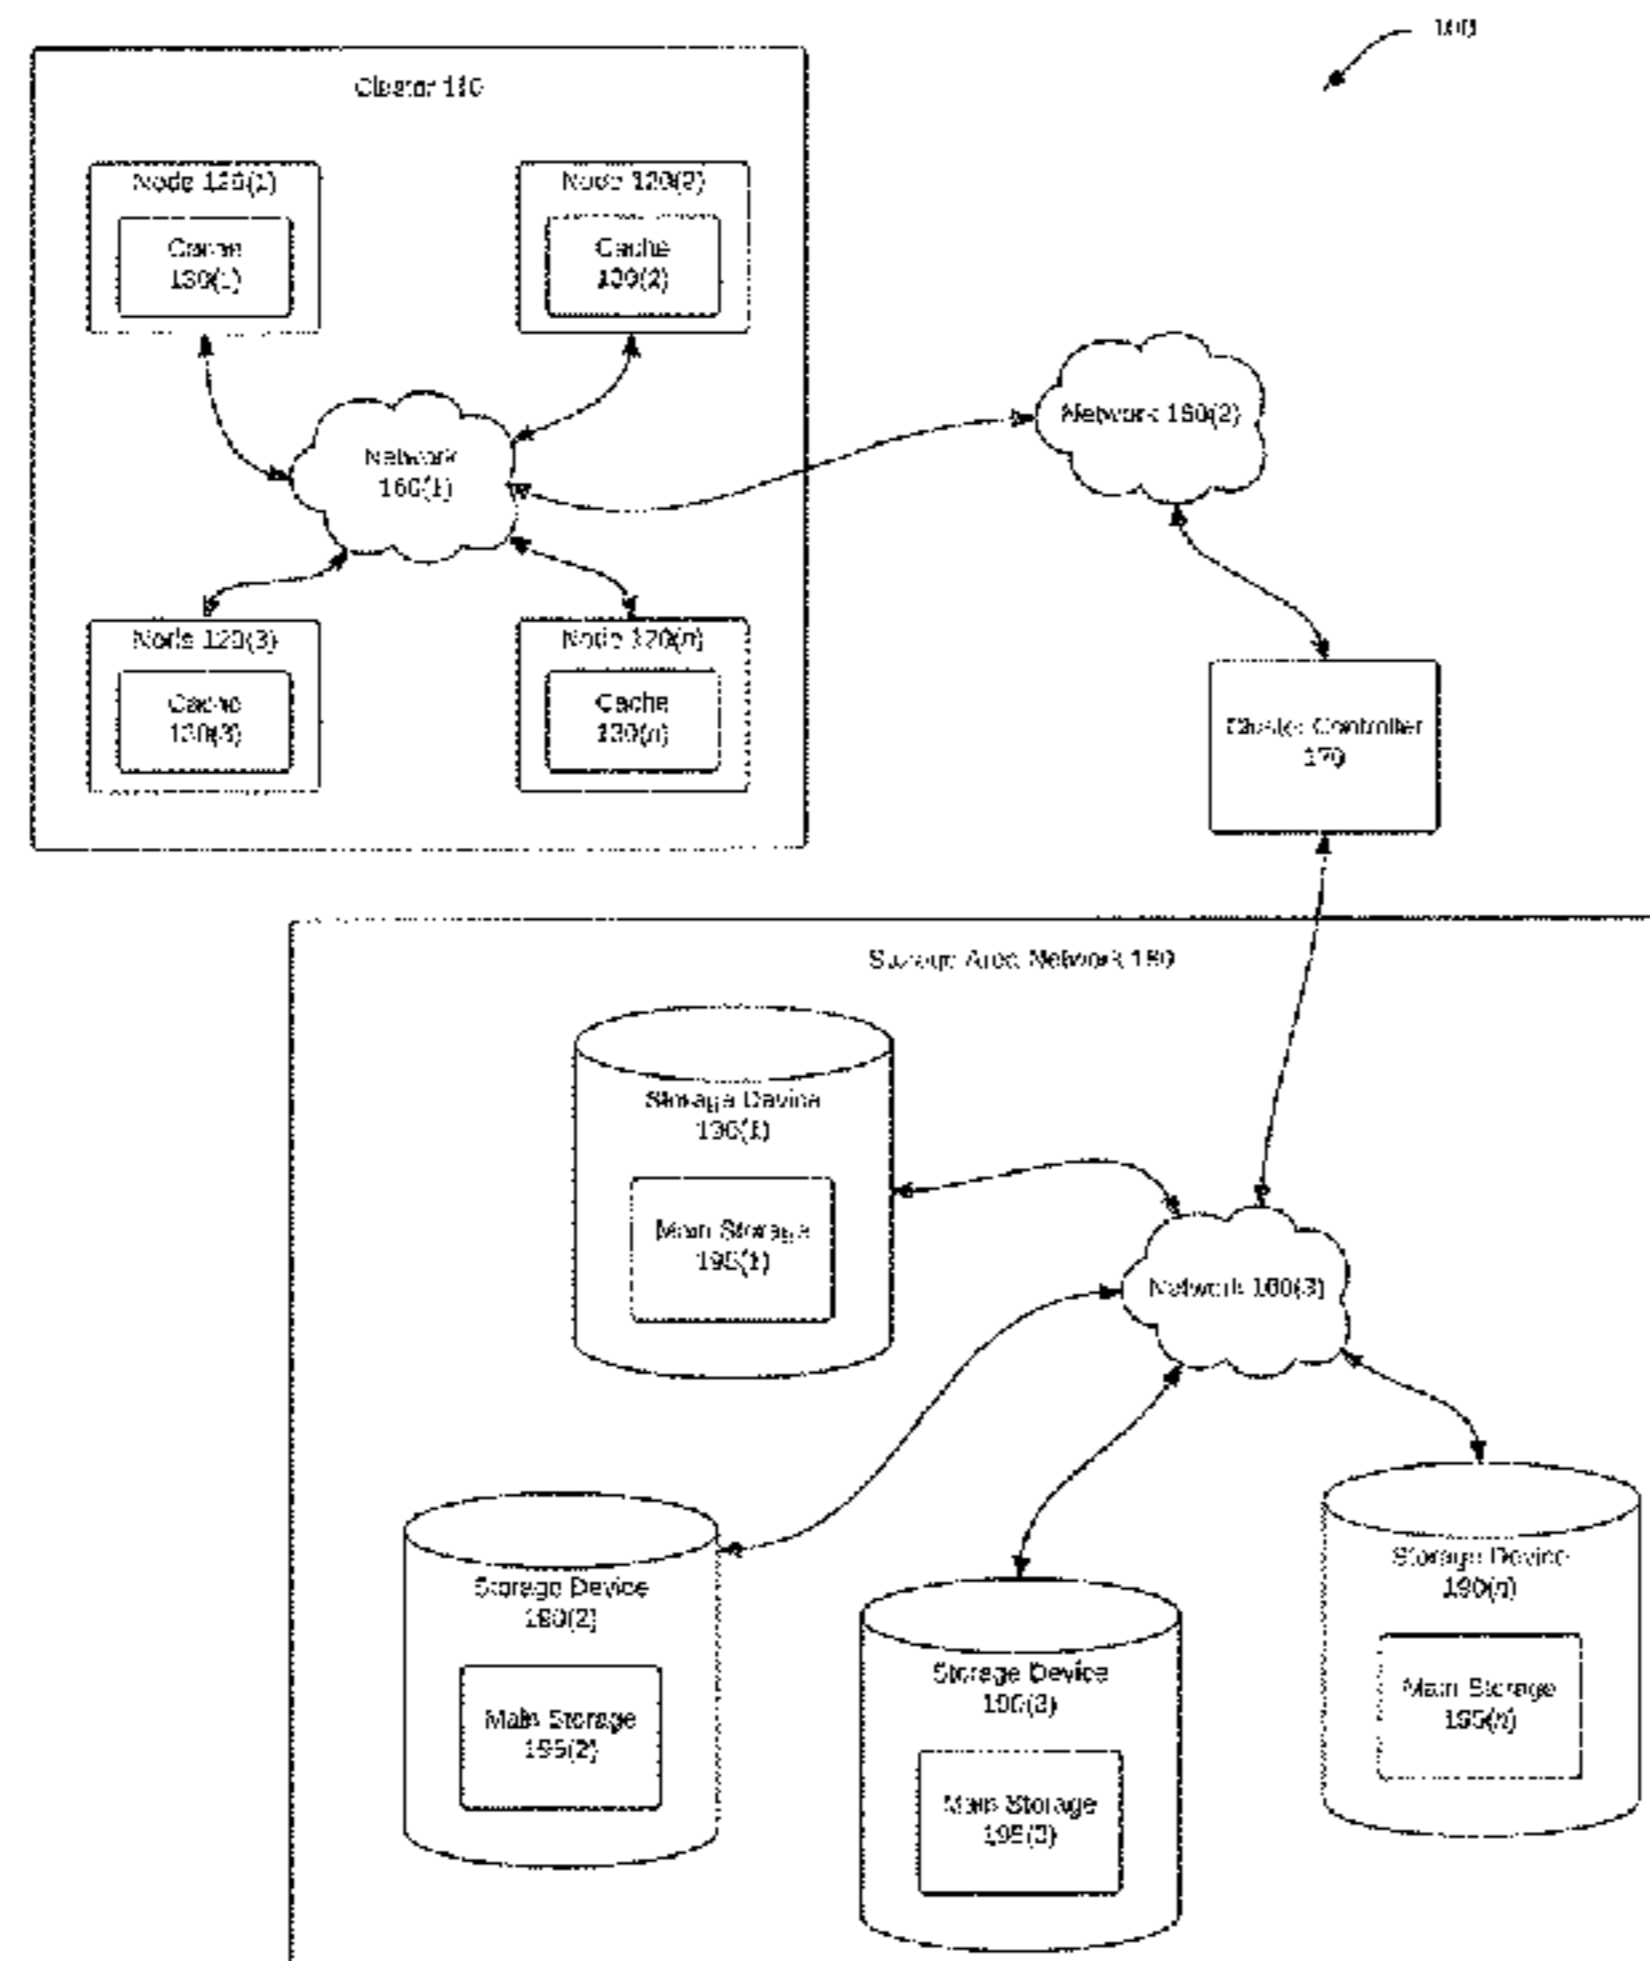 100
Cluster 110
Node 120(1)
Cache
130(1)
Node 120(2)
Cache
130(2)
Network
160(1)
Network 160(2)
Node 120(3)
Cache
130(3)
Node 120(n)
Cache
130(n)
Cluster Controller
170
Storage Area Network 180
Storage Device
190(1)
Main Storage
195(1)
Network 160(3)
Storage Device
190(2)
Main Storage
195(2)
Storage Device
190(3)
Main Storage
195(3)
Storage Device
190(n)
Main Storage
195(n)